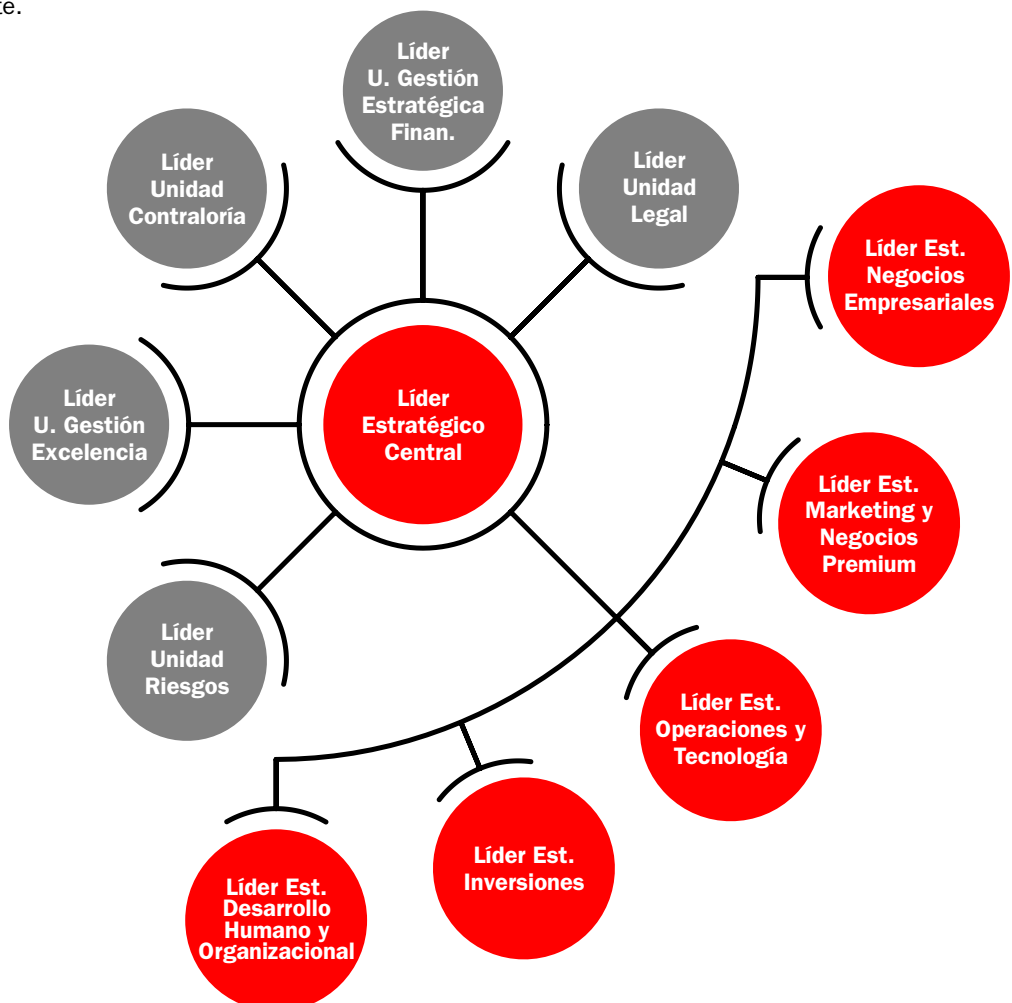 te.
Líder
U. Gestión
Estratégica
Finan.
Líder
Unidad
Contraloría
Líder
Unidad
Legal
Líder Est.
Negocios
Empresariales
Líder
U. Gestión
Excelencia
Líder
Estratégico
Central
Líder Est.
Marketing y
Negocios
Premium
Líder
Unidad
Riesgos
Líder Est.
Operaciones y
Tecnología
Líder Est.
Inversiones
Líder Est.
Desarrollo
Humano y
Organizacional